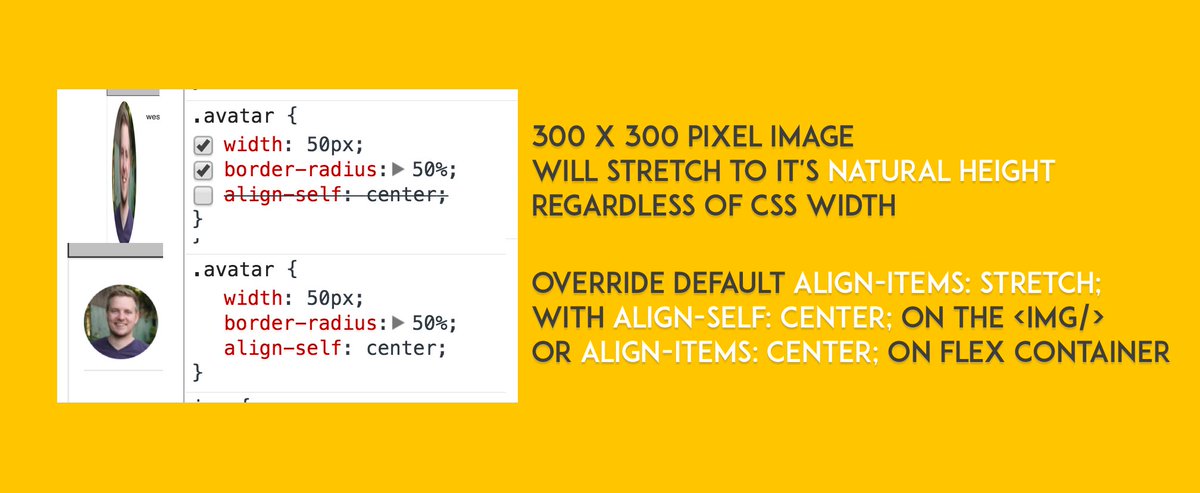 wes
.avatar {
width: 50px;
border-radius:▶ 50%;
align-self: center;
}
.avatar {
width: 50px;
border-radius:▶ 50%;
align-self: center;
}
300 X 300 PIXEL IMAGE
WILL STRETCH TO IT'S NATURAL HEIGHT
REGARDLESS OF CSS WIDTH
OVERRIDE DEFAULT ALIGN-ITEMS: STRETCH;
WITH ALIGN-SELF: CENTER; ON THE <IMG/>
OR ALIGN-ITEMS: CENTER; ON FLEX CONTAINER